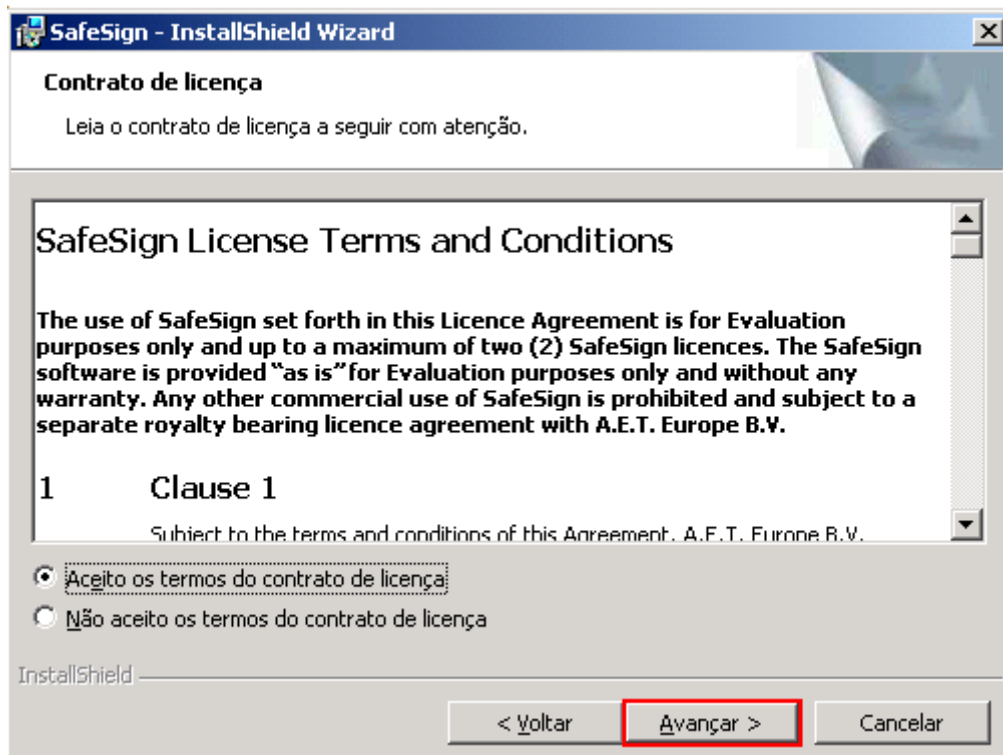 SafeSign - InstallShield Wizard
Contrato de licença
Leia o contrato de licença a seguir com atenção.
SafeSign License Terms and Conditions
The use of SafeSign set forth in this Licence Agreement is for Evaluation
purposes only and up to a maximum of two (2) SafeSign licences. The SafeSign
software is provided “as is” for Evaluation purposes only and without any
warranty. Any other commercial use of SafeSign is prohibited and subject to a
separate royalty bearing licence agreement with A.E.T. Europe B.V.
1 Clause 1
Subject to the terms and conditions of this Agreement, A.E.T. Europe B.V.
Aceito os termos do contrato de licença
Não aceito os termos do contrato de licença
InstallShield
< Voltar Avançar > Cancelar